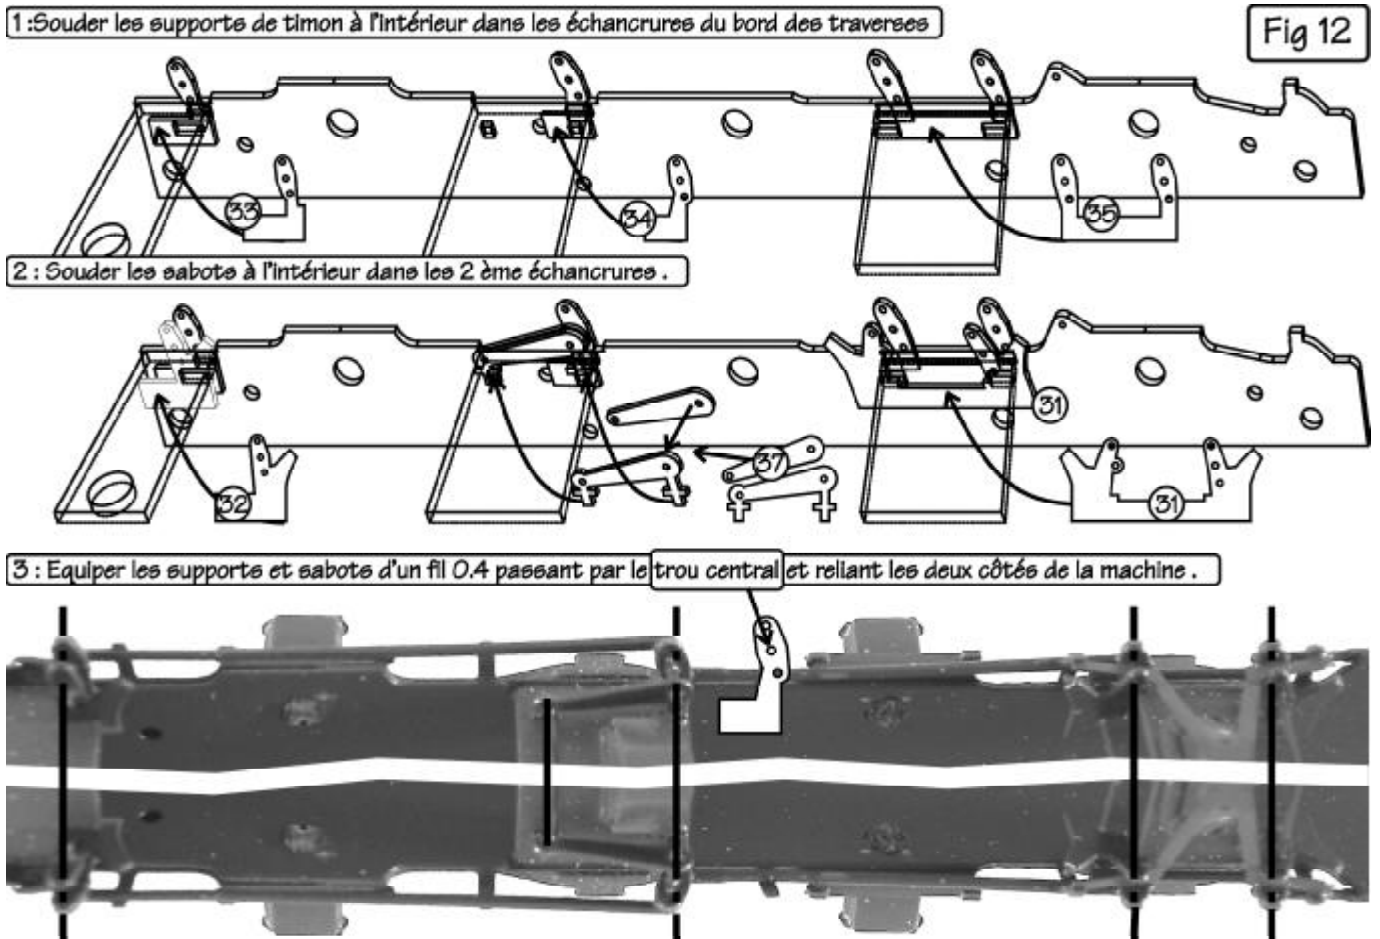 1 :Souder les supports de timon à l'intérieur dans les échancrures du bord des traverses
Fig 12
33
34
35
2 : Souder les sabots à l'intérieur dans les 2 ème échancrures .
31
37
32
31
3 : Equiper les supports et sabots d'un fil 0.4 passant par le trou central et reliant les deux côtés de la machine .